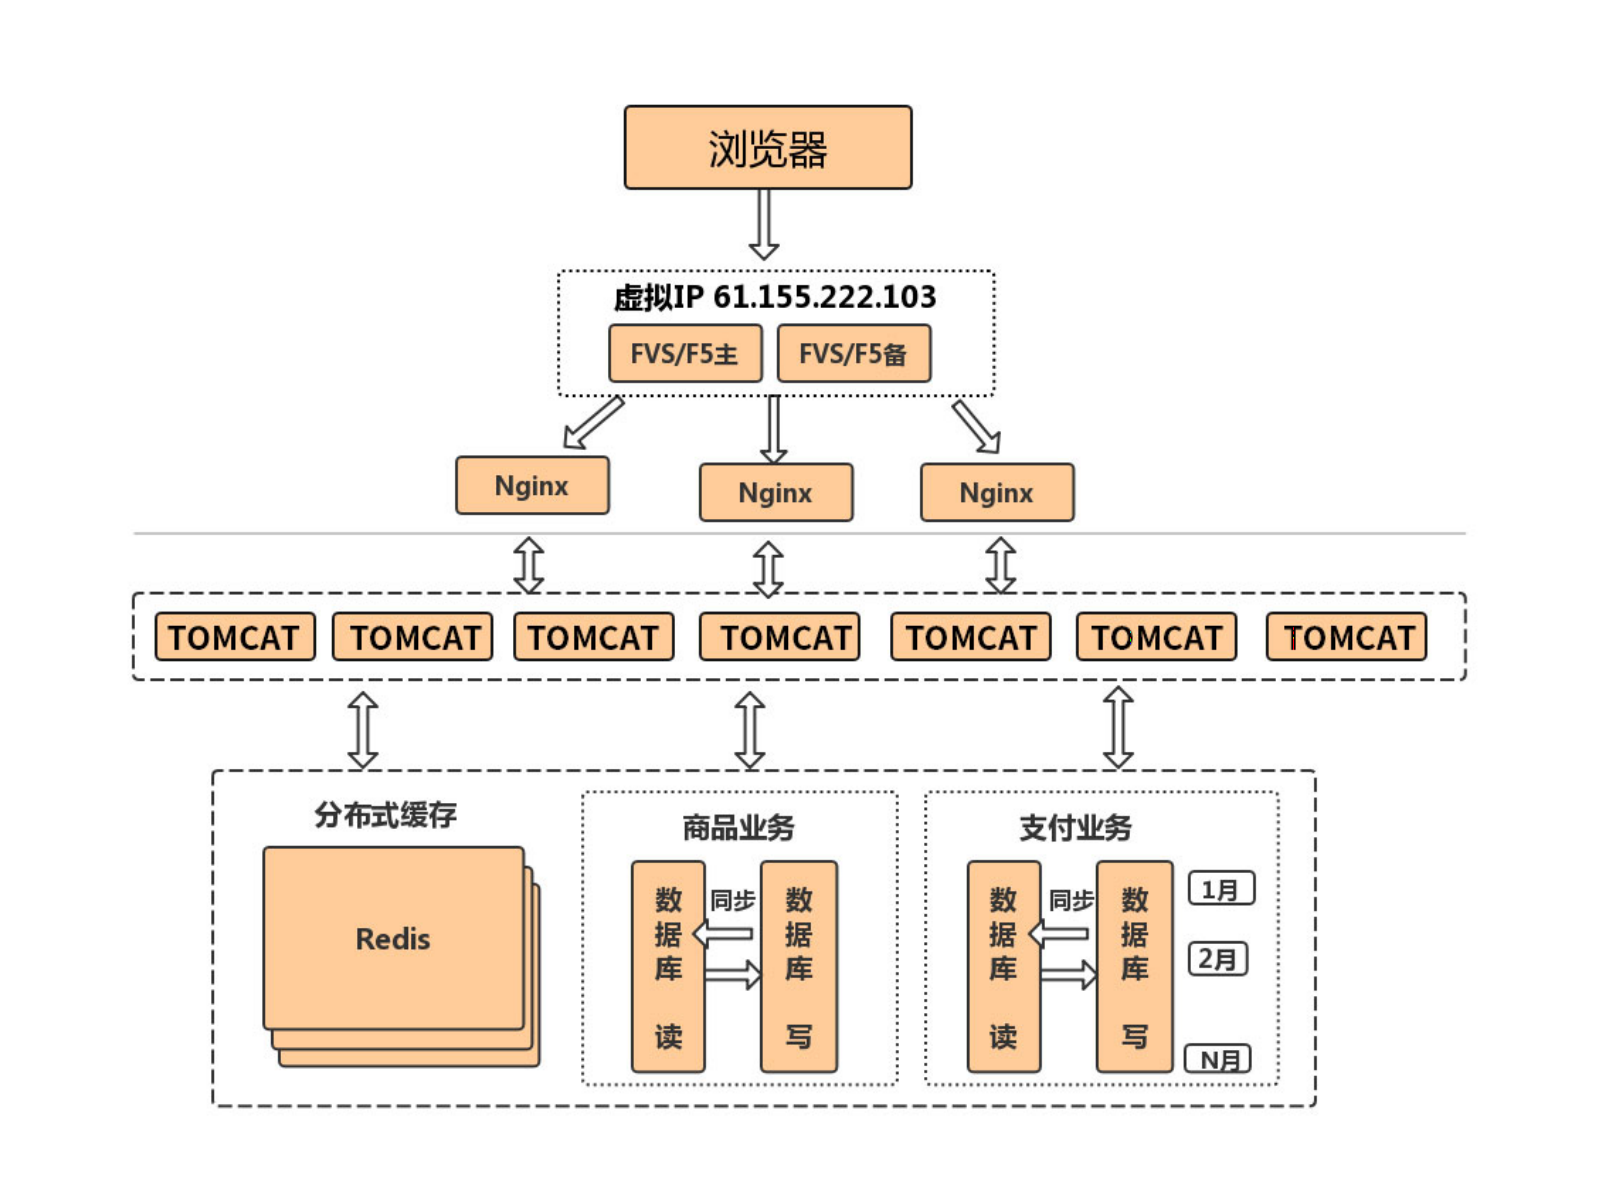 浏览器
虚拟IP 61.155.222.103
FVS/F5主
FVS/F5备
Nginx
Nginx
Nginx
TOMCAT
TOMCAT
TOMCAT
TOMCAT
TOMCAT
TOMCAT
TOMCAT
分布式缓存
Redis
商品业务
数据库 读
同步
数据库 写
支付业务
数据库 读
同步
数据库 写
1月
2月
N月